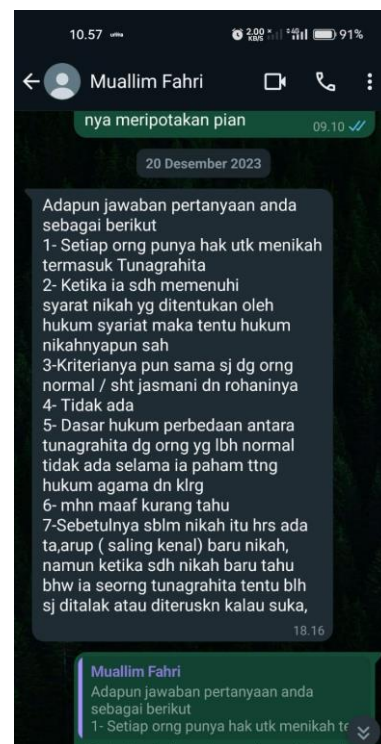 10.57
2.00 KB/S
91%
Muallim Fahri
nya meripotakan pian
09.10
20 Desember 2023
Adapun jawaban pertanyaan anda
sebagai berikut
1- Setiap orng punya hak utk menikah
termasuk Tunagrahita
2- Ketika ia sdh memenuhi
syarat nikah yg ditentukan oleh
hukum syariat maka tentu hukum
nikahnyapun sah
3-Kriterianya pun sama sj dg orng
normal / sht jasmani dn rohaninya
4- Tidak ada
5- Dasar hukum perbedaan antara
tunagrahita dg orng yg lbh normal
tidak ada selama ia paham ttng
hukum agama dn klrg
6- mhn maaf kurang tahu
7-Sebetulnya sblm nikah itu hrs ada
ta,arup ( saling kenal) baru nikah,
namun ketika sdh nikah baru tahu
bhw ia seorng tunagrahita tentu blh
sj ditalak atau diteruskn kalau suka,
18.16
Muallim Fahri
Adapun jawaban pertanyaan anda
sebagai berikut
1- Setiap orng punya hak utk menikah te